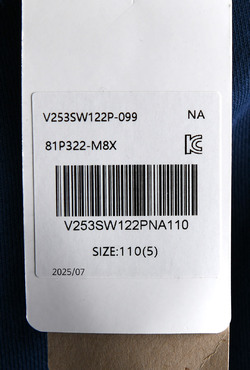 V253SW122P-099 NA
81P322-M8X
V253SW122PNA110
SIZE:110(5)
2025/07